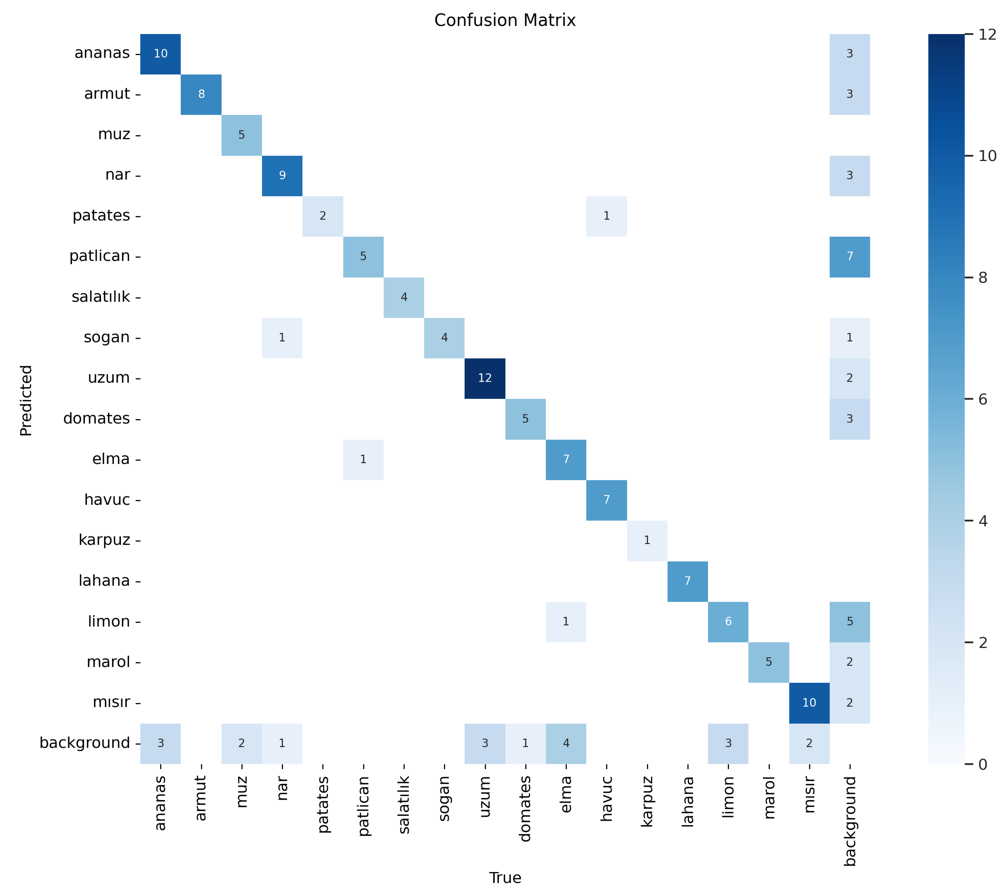 Confusion Matrix
Predicted
ananas 10 3
armut 8 3
muz 5
nar 9 3
patates 2 1
patlican 5 7
salatılık 4
sogan 1 4 1
uzum 12 2
domates 5 3
elma 1 7
havuc 7
karpuz 1
lahana 7
limon 1 6 5
marol 5 2
mısır 10 2
background 3 2 1 3 1 4 3 2
ananas armut muz nar patates patlican salatılık sogan uzum domates elma havuc karpuz lahana limon marol mısır background
True
12
10
8
6
4
2
0